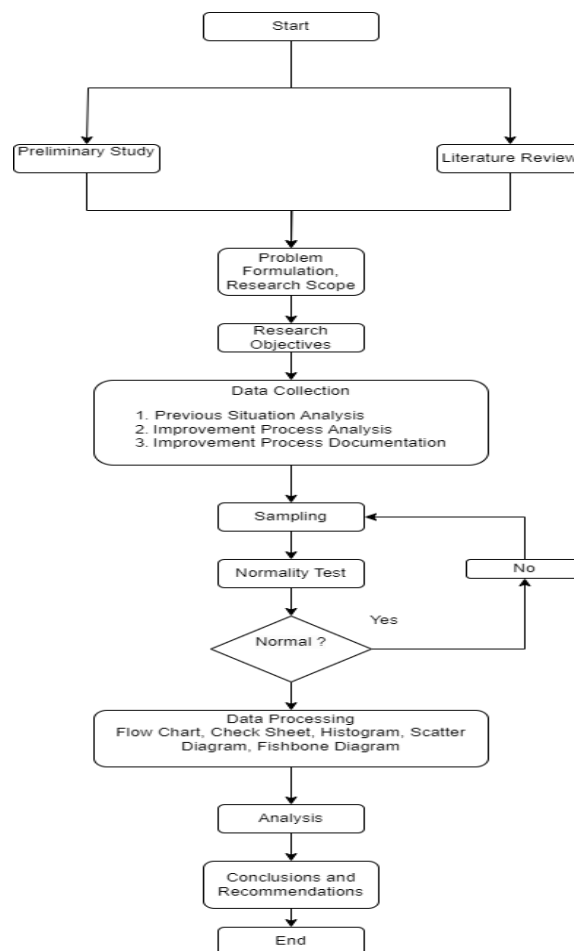 Start
Preliminary Study
Literature Review
Problem
Formulation,
Research Scope
Research
Objectives
Data Collection
1. Previous Situation Analysis
2. Improvement Process Analysis
3. Improvement Process Documentation
Sampling
Normality Test
No
Yes
Normal ?
Data Processing
Flow Chart, Check Sheet, Histogram, Scatter
Diagram, Fishbone Diagram
Analysis
Conclusions and
Recommendations
End